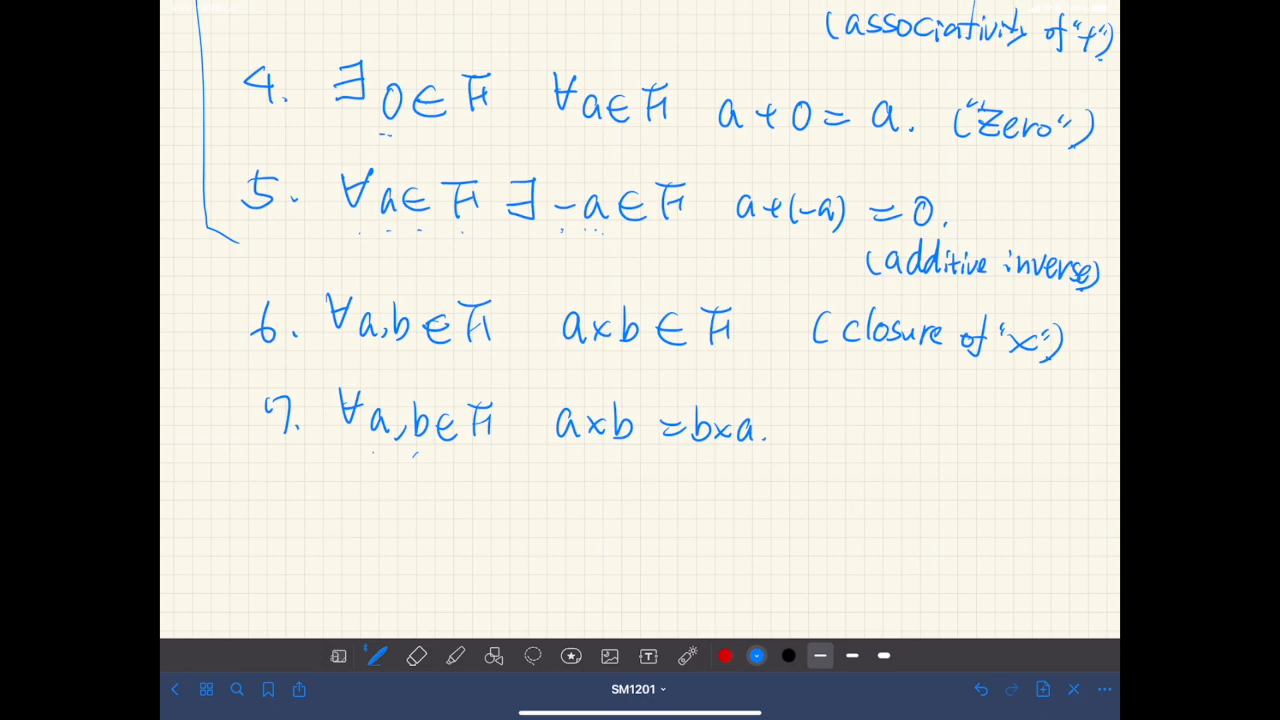 (associativity of "+")
4. ∃ 0 ∈ 𝔽 ∀a ∈ 𝔽 a + 0 = a. ("Zero")
5. ∀a ∈ 𝔽 ∃ -a ∈ 𝔽 a + (-a) = 0.
(additive inverse)
6. ∀a,b ∈ 𝔽 a×b ∈ 𝔽 (closure of "×")
7. ∀a,b ∈ 𝔽 a×b = b×a.
SM1201